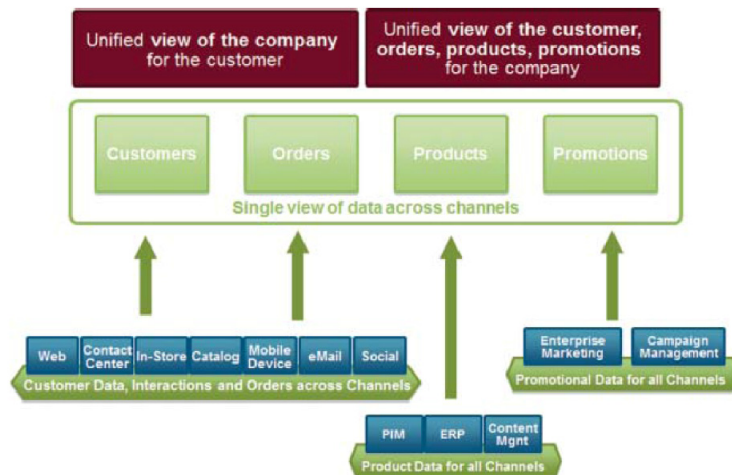 Unified view of the company
for the customer
Unified view of the customer,
orders, products, promotions
for the company
Customers
Orders
Products
Promotions
Single view of data across channels
Web
Contact
Center
In-Store
Catalog
Mobile
Device
eMail
Social
Customer Data, Interactions and Orders across Channels
Enterprise
Marketing
Campaign
Management
Promotional Data for all Channels
PIM
ERP
Content
Mgnt
Product Data for all Channels